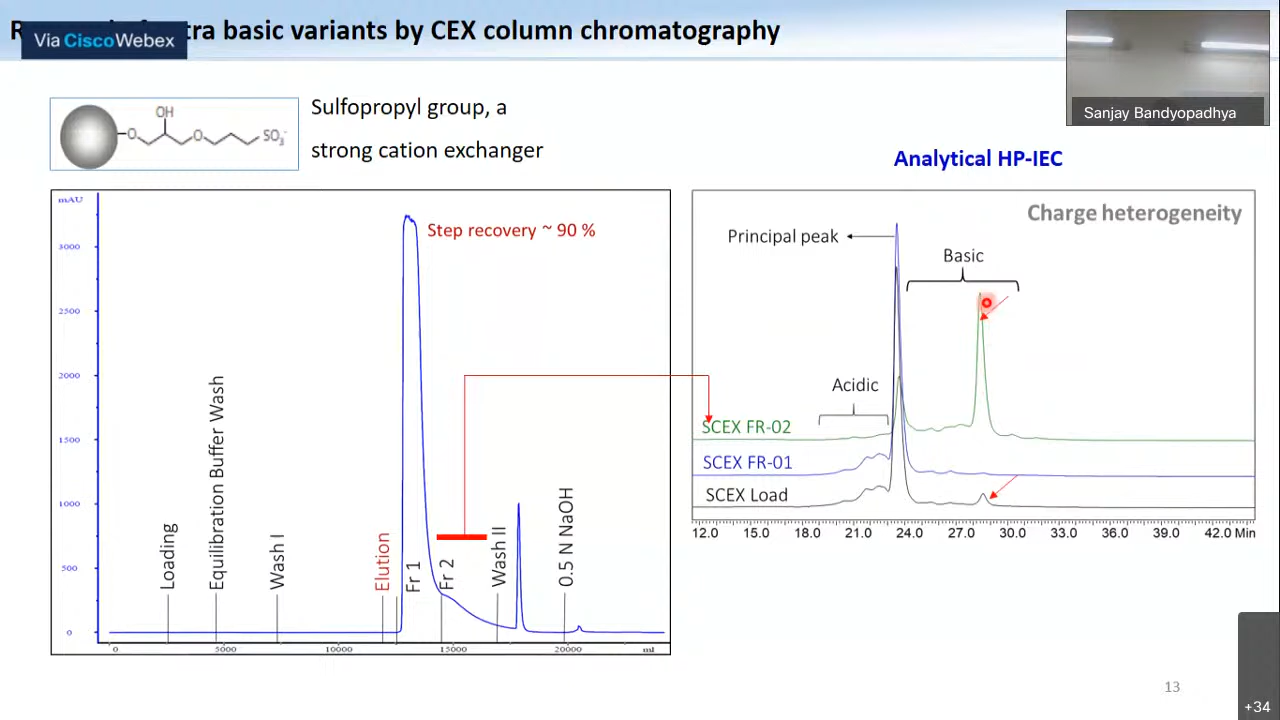 tra basic variants by CEX column chromatography
Via CiscoWebex
Sanjay Bandyopadhya
OH
O
O
SO3-
Sulfopropyl group, a
strong cation exchanger
Analytical HP-IEC
mAU
3000
2500
2000
1500
1000
500
0
Step recovery ~ 90 %
Loading
Equilibration Buffer Wash
Wash I
Elution
Fr 1
Fr 2
Wash II
0.5 N NaOH
0 5000 10000 15000 20000 ml
Charge heterogeneity
Principal peak
Basic
Acidic
SCEX FR-02
SCEX FR-01
SCEX Load
12.0 15.0 18.0 21.0 24.0 27.0 30.0 33.0 36.0 39.0 42.0 Min
13
+34